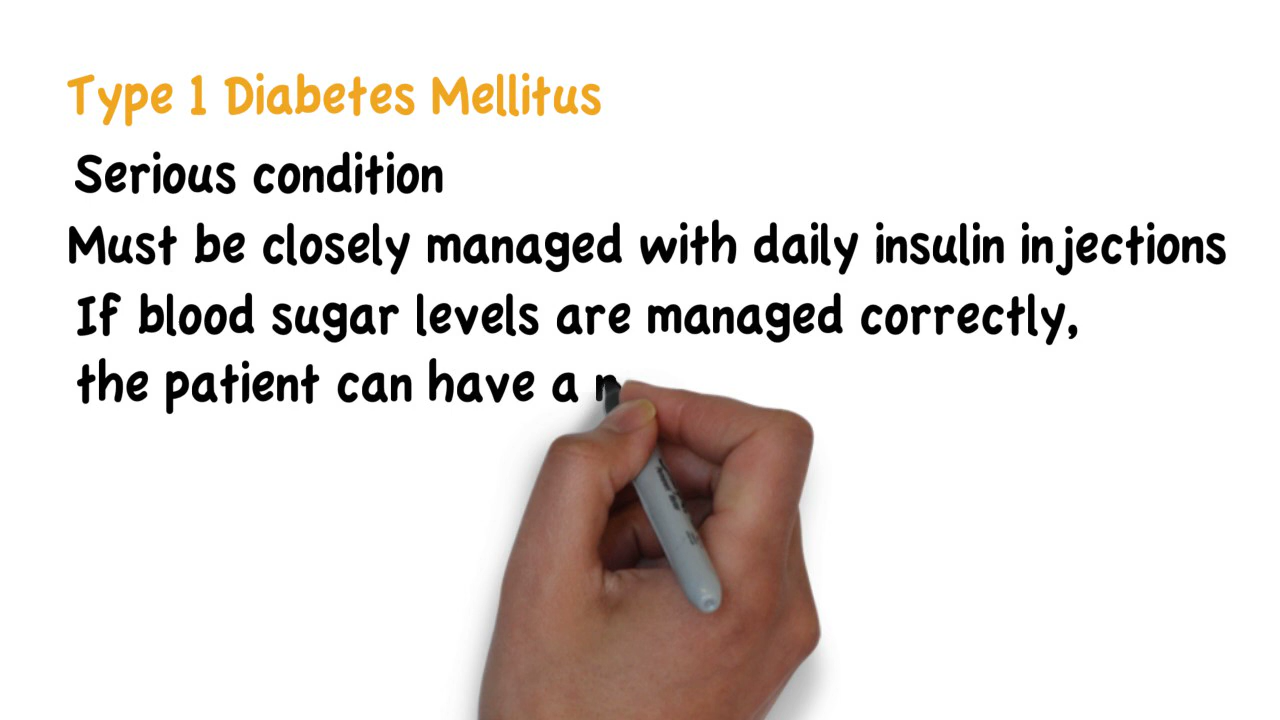 Type 1 Diabetes Mellitus
Serious condition
Must be closely managed with daily insulin injections
If blood sugar levels are managed correctly,
the patient can have a